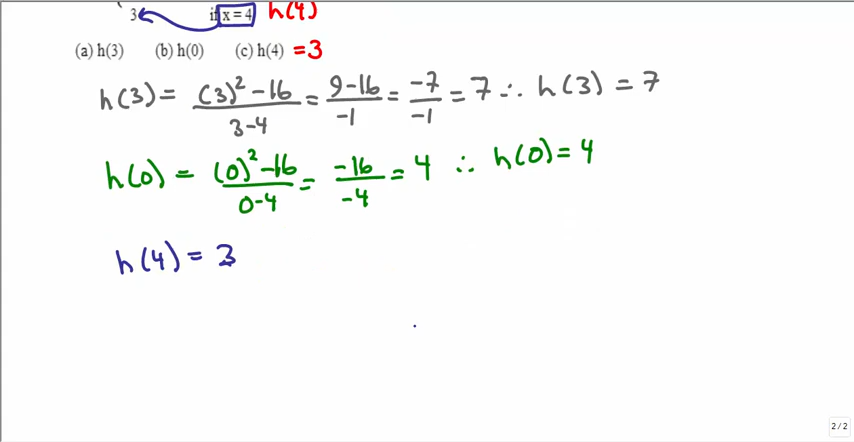 3 if x = 4 h(4)
(a) h(3) (b) h(0) (c) h(4) = 3
h(3) = (3)² - 16 / 3 - 4 = 9 - 16 / -1 = -7 / -1 = 7 ∴ h(3) = 7
h(0) = (0)² - 16 / 0 - 4 = -16 / -4 = 4 ∴ h(0) = 4
h(4) = 3
2 / 2